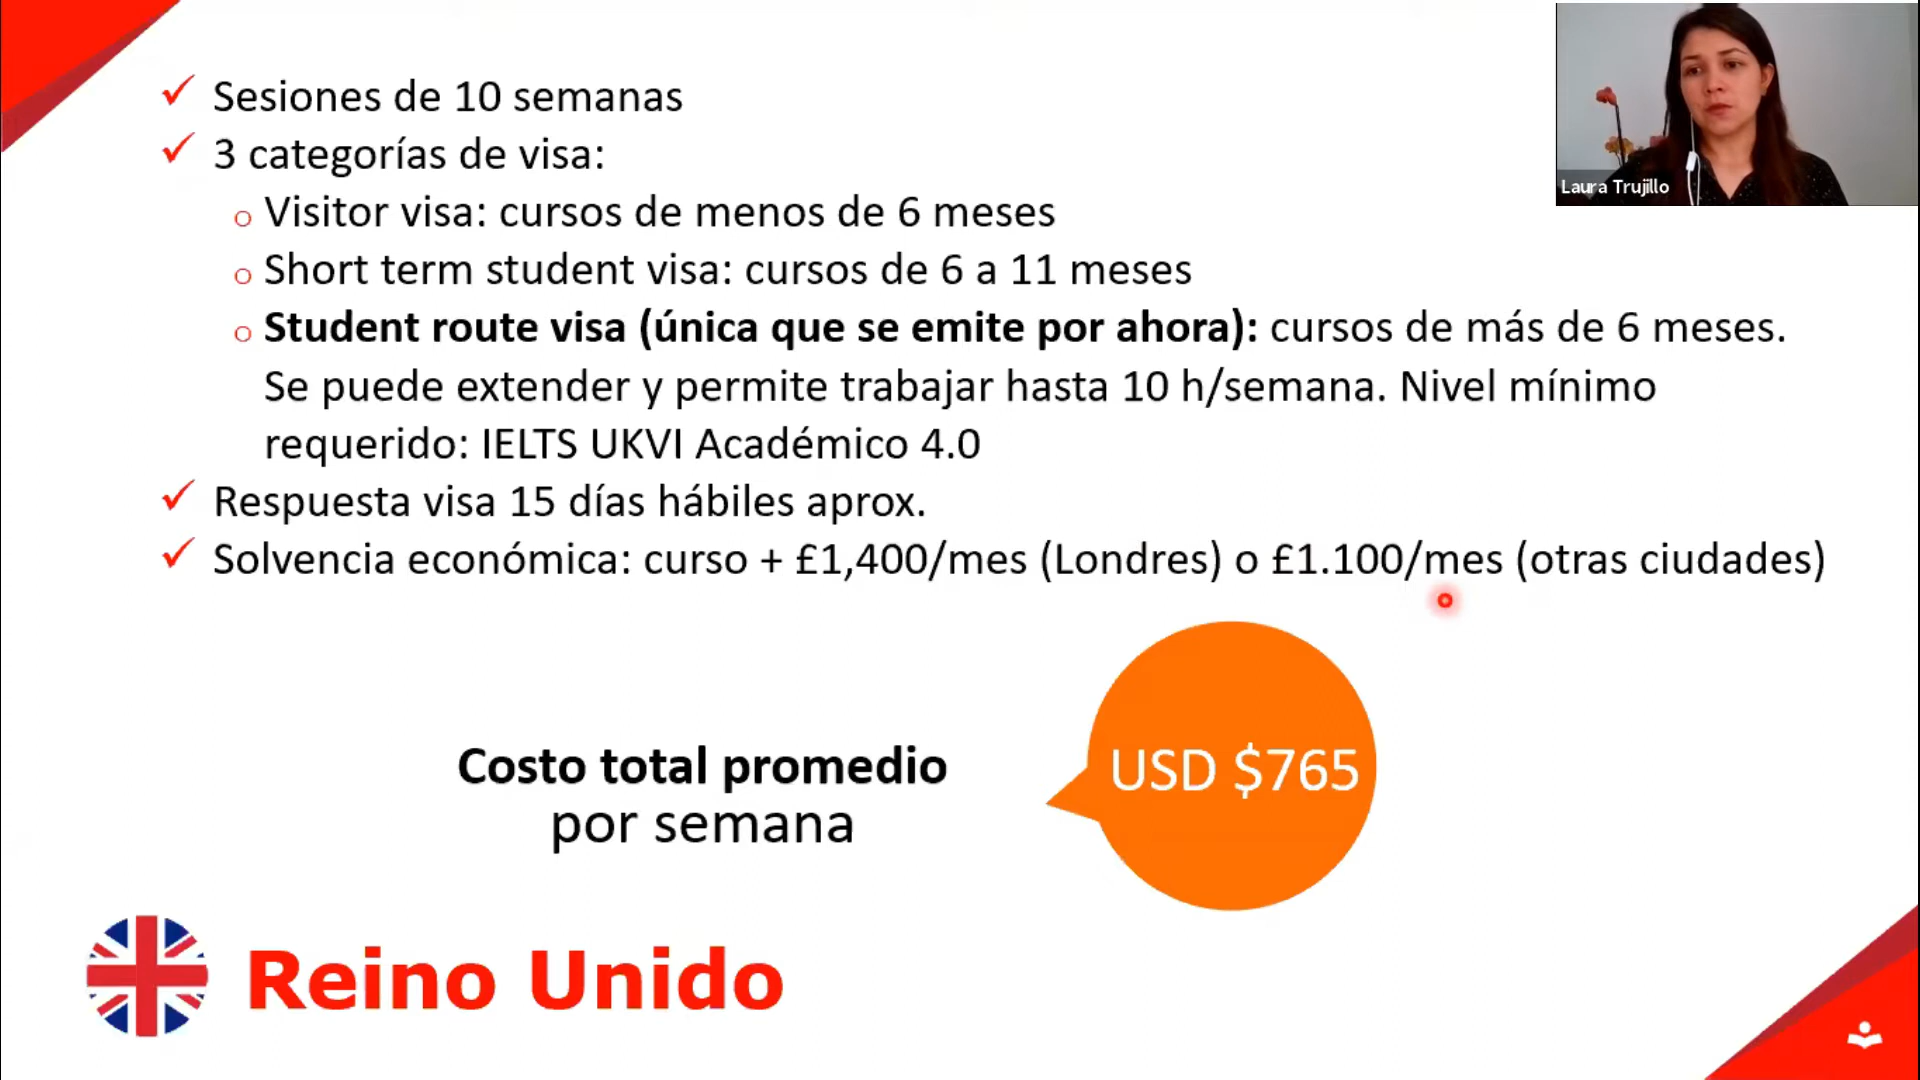 Sesiones de 10 semanas
3 categorías de visa:
Visitor visa: cursos de menos de 6 meses
Short term student visa: cursos de 6 a 11 meses
Student route visa (única que se emite por ahora): cursos de más de 6 meses.
Se puede extender y permite trabajar hasta 10 h/semana. Nivel mínimo
requerido: IELTS UKVI Académico 4.0
Respuesta visa 15 días hábiles aprox.
Solvencia económica: curso + £1,400/mes (Londres) o £1.100/mes (otras ciudades)
Costo total promedio
por semana
USD $765
Reino Unido
Laura Trujillo